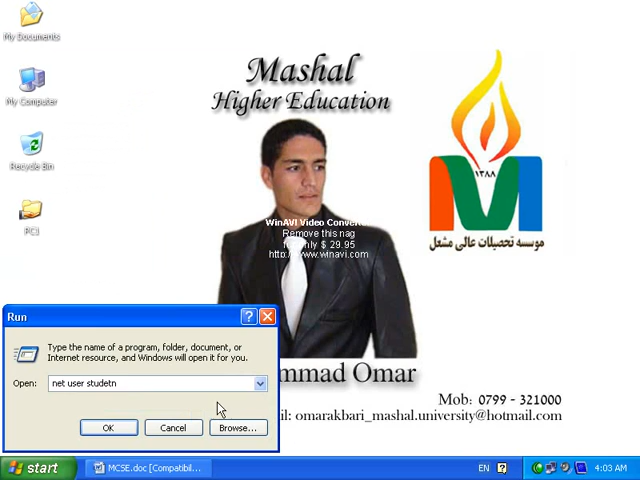 My Documents
My Computer
Recycle Bin
PC1
Mashal
Higher Education
۱۳۸۸
موسسه تحصیلات عالی مشعل
WinAVI Video Conver
Remove this nag
for only $ 29.95
http://www.winavi.com
mmad Omar
Mob: 0799 - 321000
il: omarakbari_mashal.university@hotmail.com
Run
Type the name of a program, folder, document, or
Internet resource, and Windows will open it for you.
Open: net user studetn
OK Cancel Browse...
start MCSE.doc [Compatibil... EN ? 4:03 AM